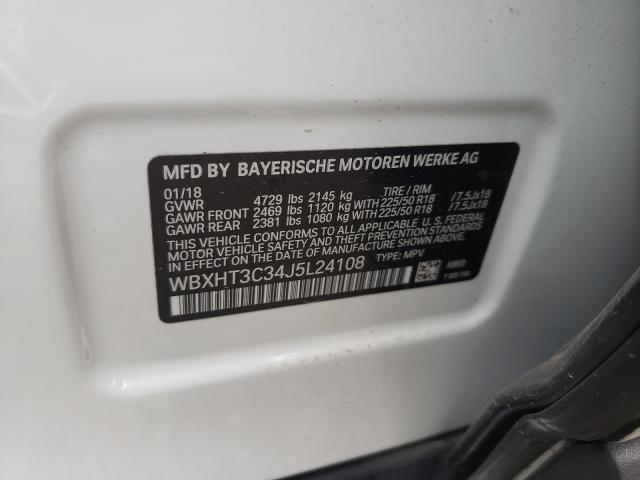 MFD BY BAYERISCHE MOTOREN WERKE AG
01/18 TIRE / RIM
GVWR 4729 lbs 2145 kg
GAWR FRONT 2469 lbs 1120 kg WITH 225/50 R18 /7.5Jx18
GAWR REAR 2381 lbs 1080 kg WITH 225/50 R18 /7.5Jx18
THIS VEHICLE CONFORMS TO ALL APPLICABLE U.S. FEDERAL
MOTOR VEHICLE SAFETY, BUMPER, AND THEFT PREVENTION
STANDARDS IN EFFECT ON THE DATE OF MANUFACTURE SHOWN ABOVE.
WBXHT3C34J5L24108 TYPE: MPV